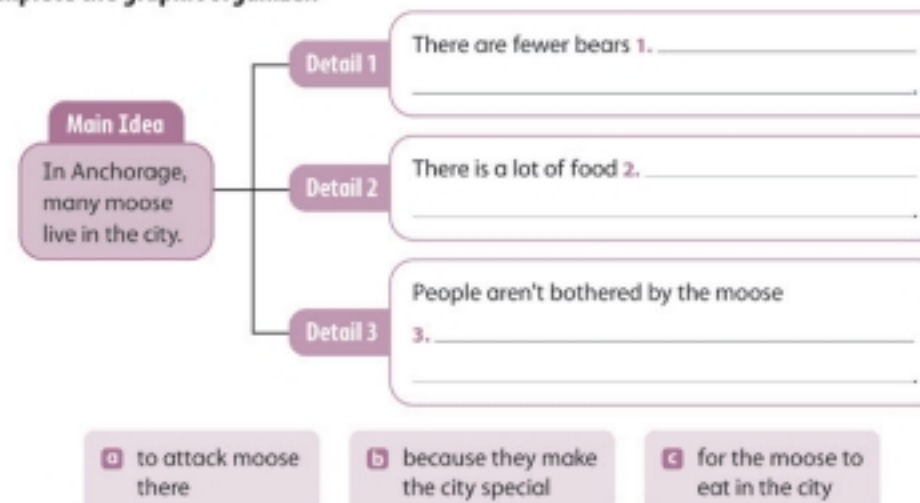 Detail 1
There are fewer bears 1.
.
Main Idea
In Anchorage,
many moose
live in the city.
Detail 2
There is a lot of food 2.
.
Detail 3
People aren't bothered by the moose
3.
.
a to attack moose
there
b because they make
the city special
c for the moose to
eat in the city